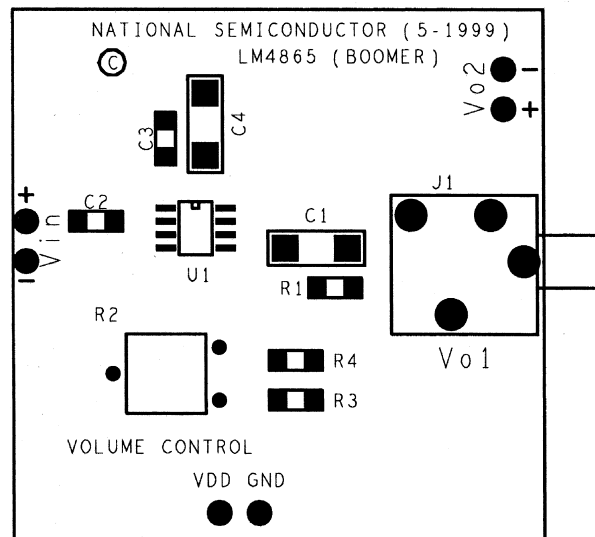 NATIONAL SEMICONDUCTOR (5-1999)
© LM4865 (BOOMER)
Vo2
-
+
C3
C4
J1
+
Vin
-
C2
U1
C1
R1
R2
R4
R3
Vo1
VOLUME CONTROL
VDD GND